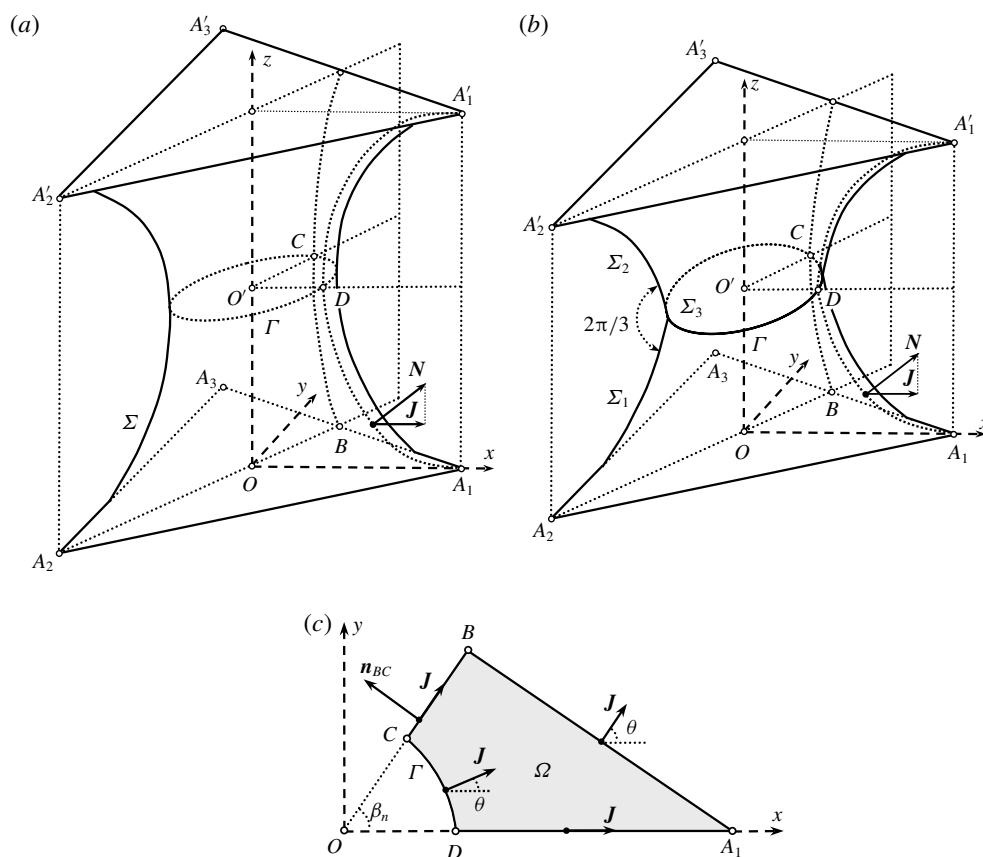 (a)
A′3
z
A′1
A′2
C
O′
D
Γ
N
A3
y
J
Σ
B
x
O
A1
A2
(b)
A′3
z
A′1
A′2
C
Σ2
O′
Σ3
D
2π/3
Γ
y
N
A3
J
Σ1
B
x
O
A1
A2
(c)
y
B
nBC
J
J
θ
C
Γ
J
Ω
θ
βn
J
x
O
D
A1